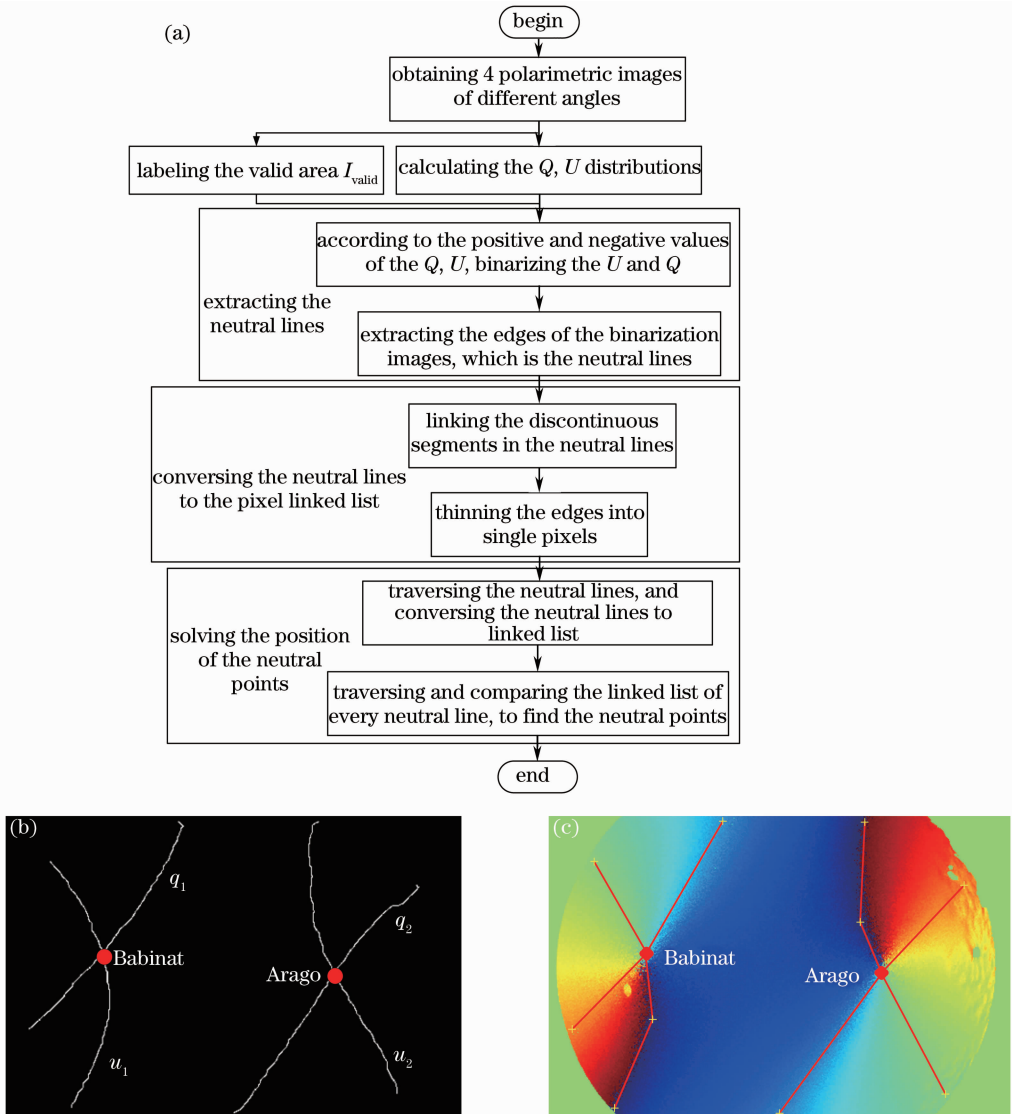 (a)
begin
obtaining 4 polarimetric images
of different angles
labeling the valid area I_valid
calculating the Q, U distributions
extracting the
neutral lines
according to the positive and negative values
of the Q, U, binarizing the U and Q
extracting the edges of the binarization
images, which is the neutral lines
conversing the neutral lines
to the pixel linked list
linking the discontinuous
segments in the neutral lines
thinning the edges into
single pixels
solving the position
of the neutral
points
traversing the neutral lines, and
conversing the neutral lines to
linked list
traversing and comparing the linked list of
every neutral line, to find the neutral points
end
(b)
q₁
q₂
Babinat
Arago
u₁
u₂
(c)
Babinat
Arago